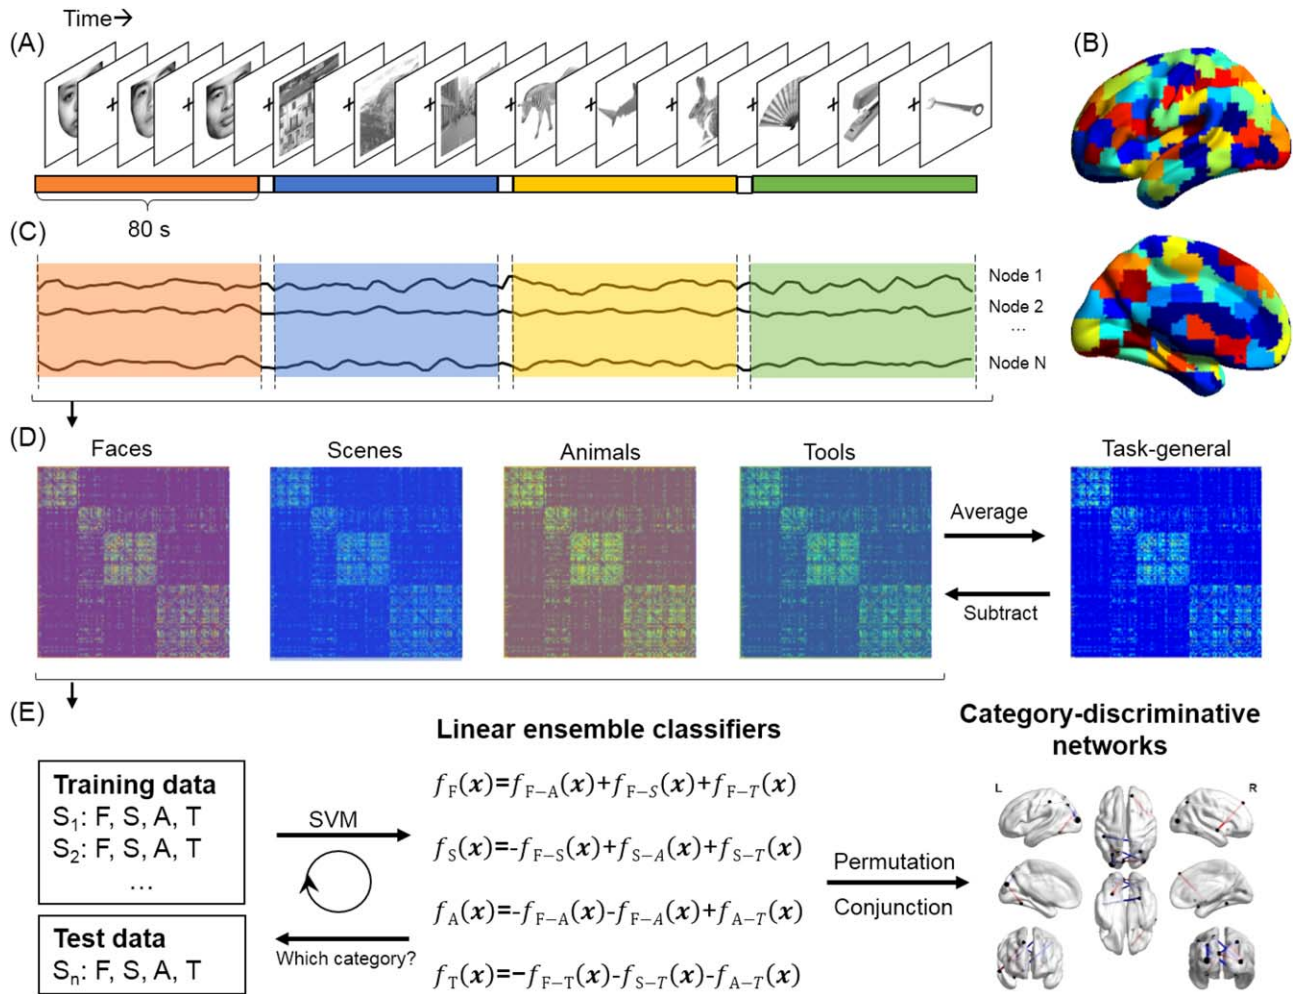 Time→
(A)
(B)
80 s
(C)
Node 1
Node 2
...
Node N
(D)
Faces
Scenes
Animals
Tools
Task-general
Average
Subtract
(E)
Linear ensemble classifiers
Category-discriminative
networks
Training data
S1: F, S, A, T
S2: F, S, A, T
...
Test data
Sn: F, S, A, T
SVM
Which category?
fF(x)=fF−A(x)+fF−S(x)+fF−T(x)
fS(x)=-fF−S(x)+fS−A(x)+fS−T(x)
fA(x)=-fF−A(x)-fF−A(x)+fA−T(x)
fT(x)=−fF−T(x)-fS−T(x)-fA−T(x)
Permutation
Conjunction
L
R